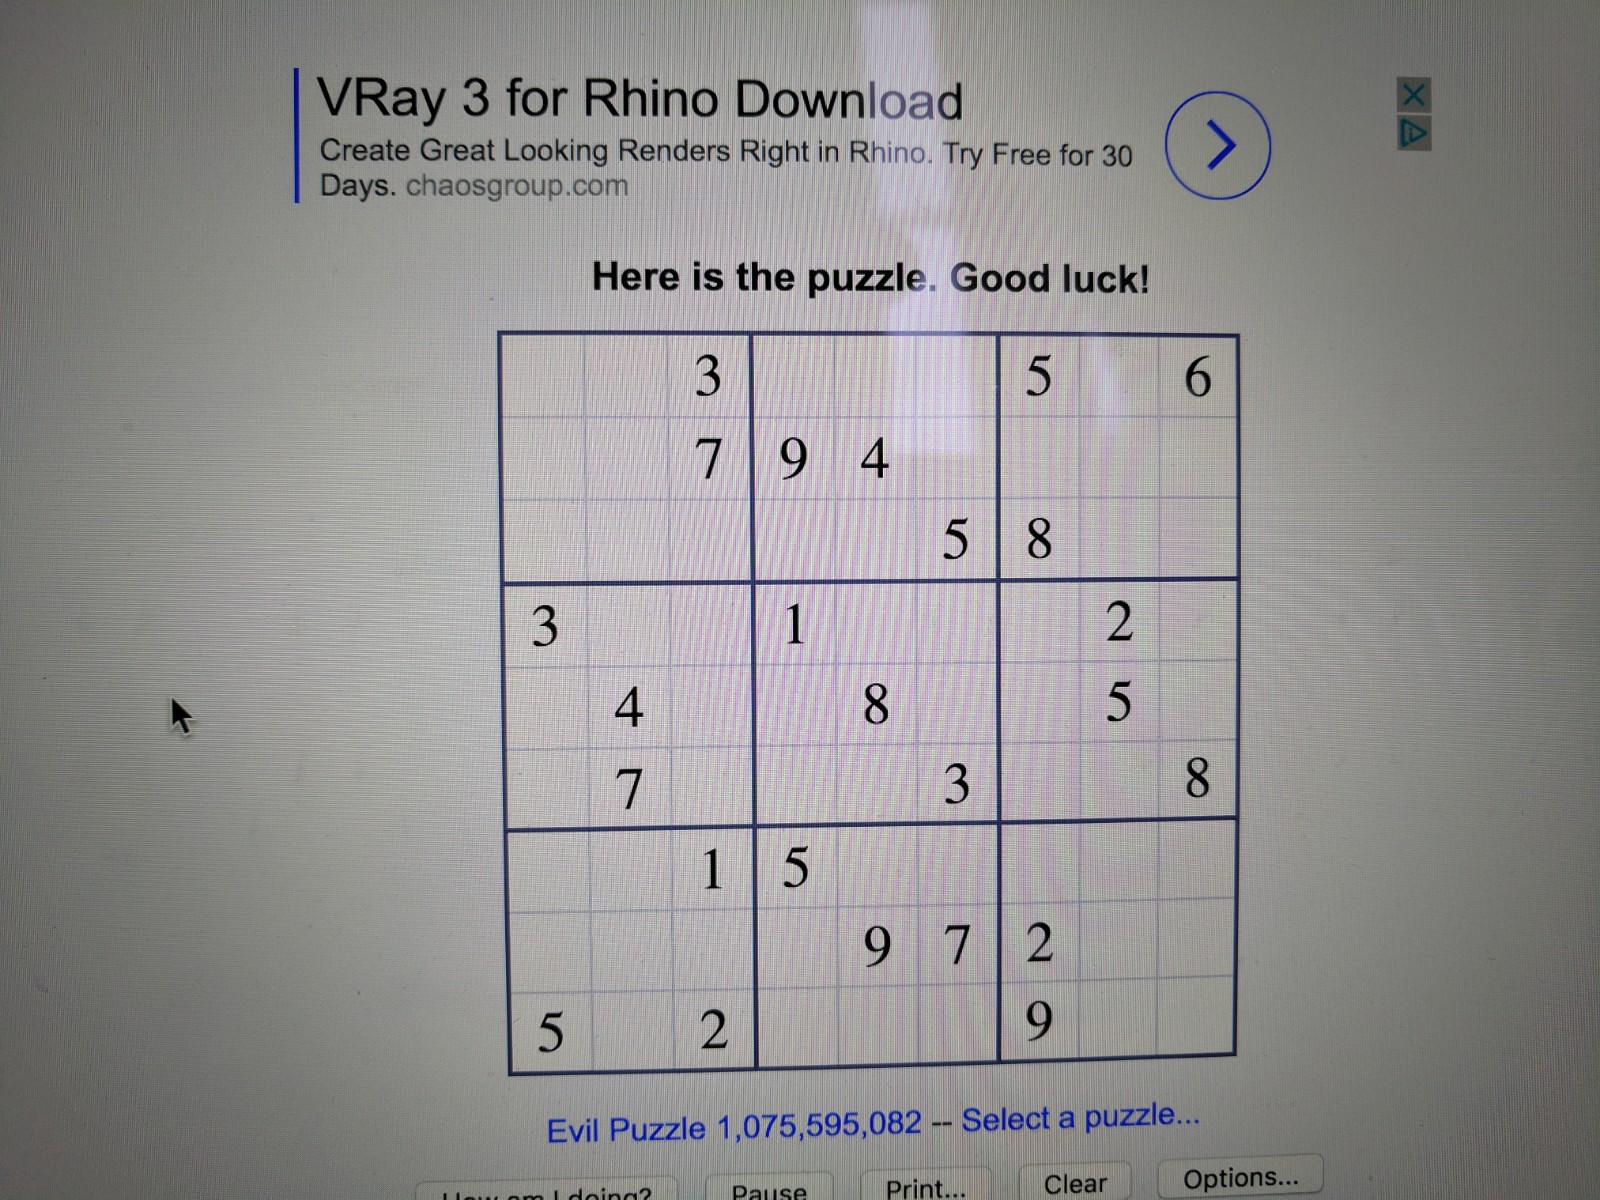 VRay 3 for Rhino Download
Create Great Looking Renders Right in Rhino. Try Free for 30
Days. chaosgroup.com
Here is the puzzle. Good luck!
3 5 6
7 9 4
5 8
3 1 2
4 8 5
7 3 8
1 5
9 7 2
5 2 9
Evil Puzzle 1,075,595,082 -- Select a puzzle...
How am I doing? Pause Print... Clear Options...